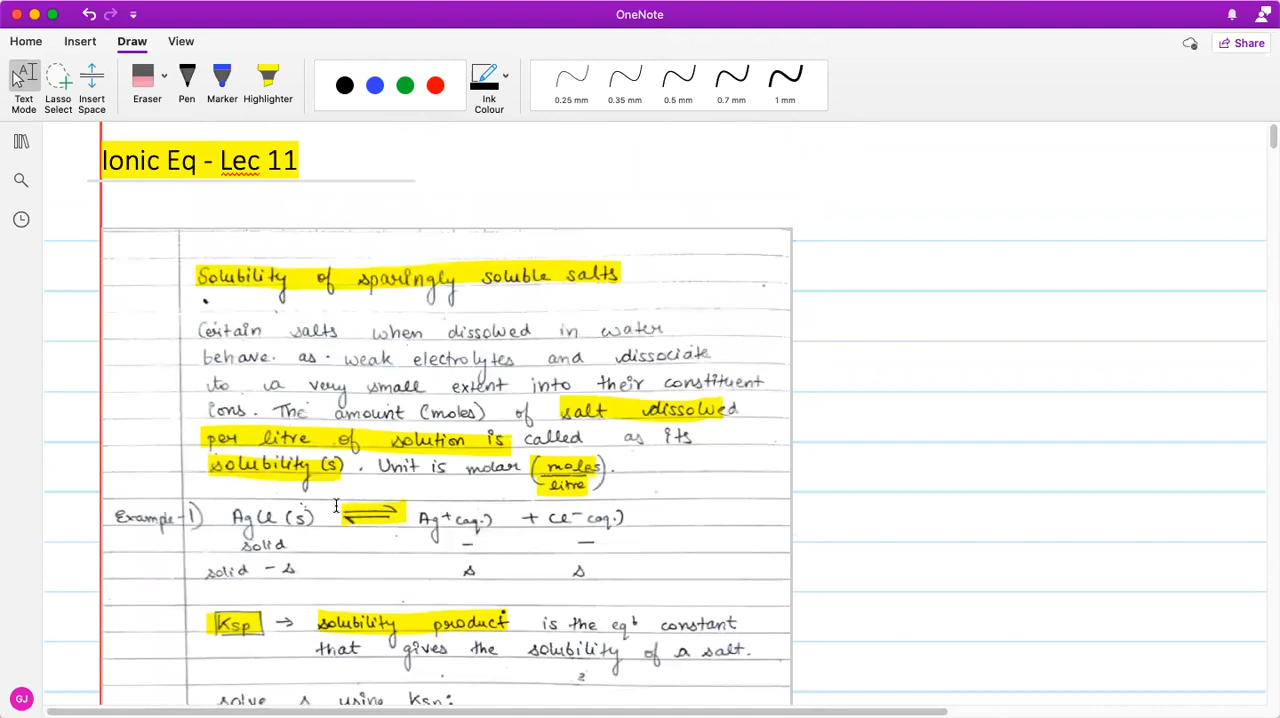 OneNote
Home Insert Draw View
Share
Text Mode
Lasso Select
Insert Space
Eraser
Pen
Marker
Highlighter
Ink Colour
0.25 mm
0.35 mm
0.5 mm
0.7 mm
1 mm
Ionic Eq - Lec 11
Solubility of sparingly soluble salts
Certain salts when dissolved in water
behave as weak electrolytes and dissociate
to a very small extent into their constituent
ions. The amount (moles) of salt dissolved
per litre of solution is called as its
solubility (s). Unit is molar (moles/litre).
Example -1) AgCl (s) ⇌ Ag+(aq.) + Cl-(aq.)
solid - -
solid - s s s
Ksp → solubility product is the eqb constant
that gives the solubility of a salt.
solve s using Ksp:
GJ